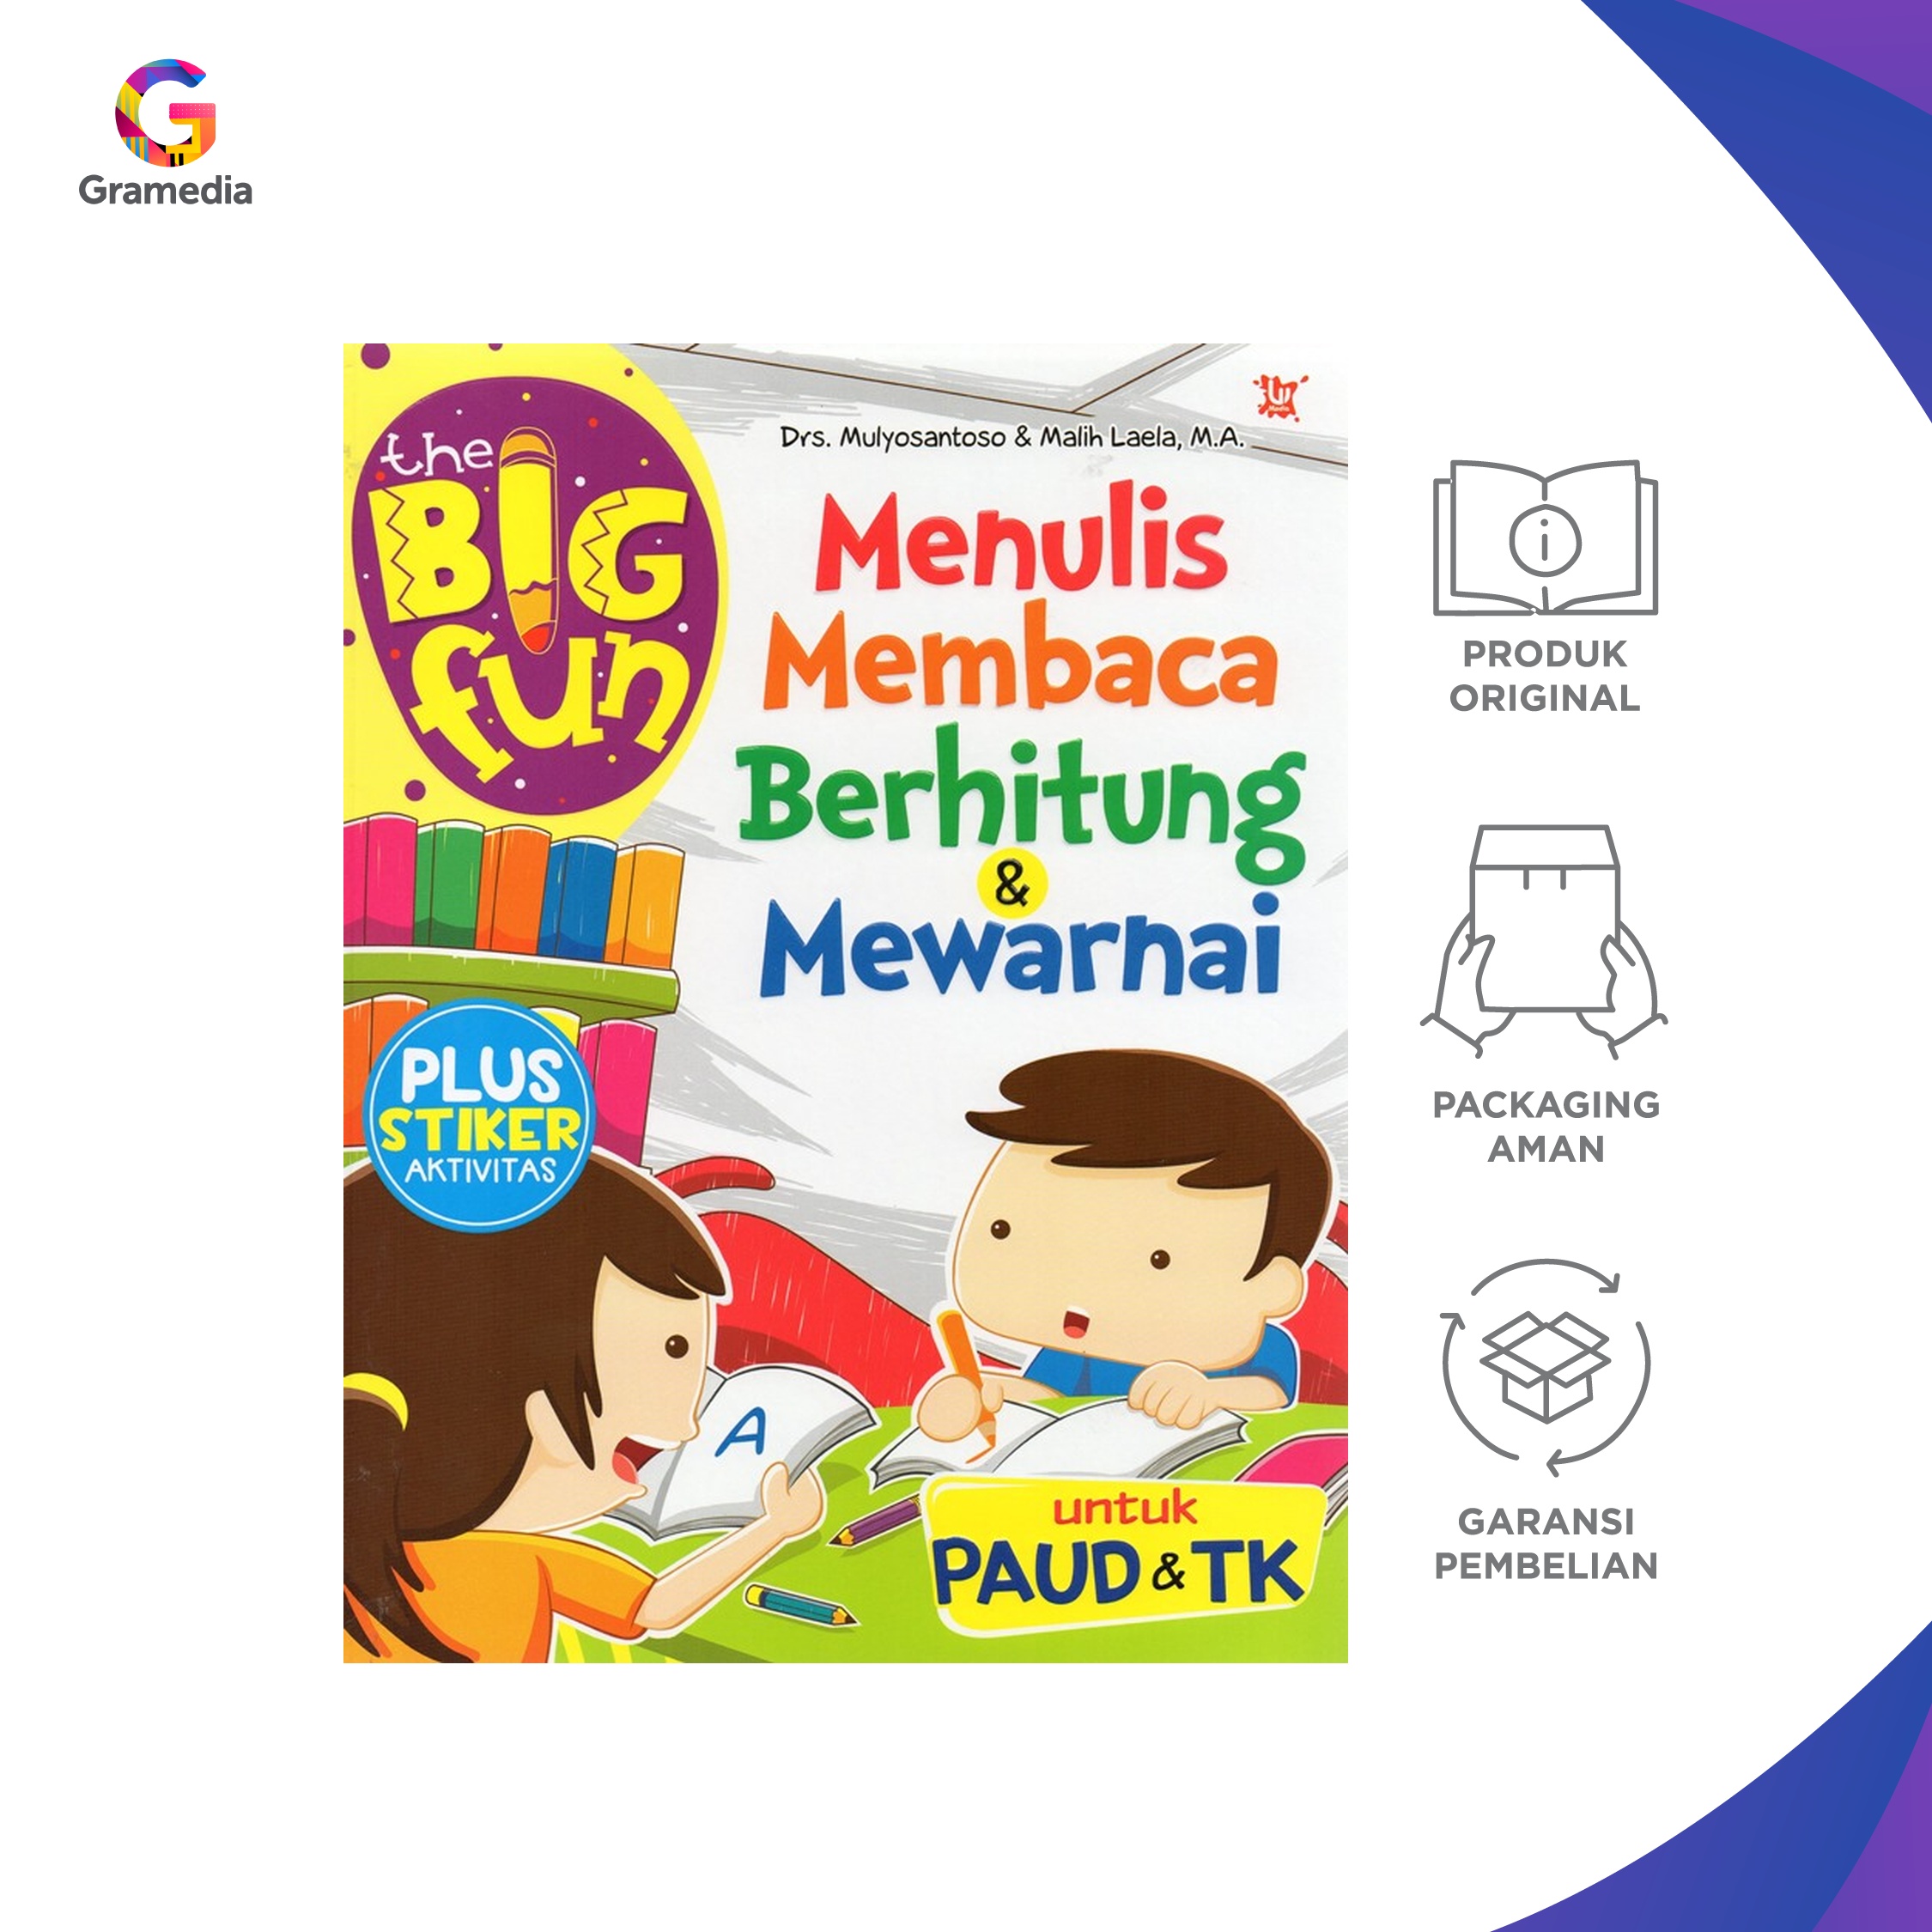 Gramedia
Drs. Mulyosantoso & Malih Laela, M.A.
the
BIG
fun
Menulis
Membaca
Berhitung
&
Mewarnai
PLUS
STIKER
AKTIVITAS
A
untuk
PAUD & TK
PRODUK
ORIGINAL
PACKAGING
AMAN
GARANSI
PEMBELIAN